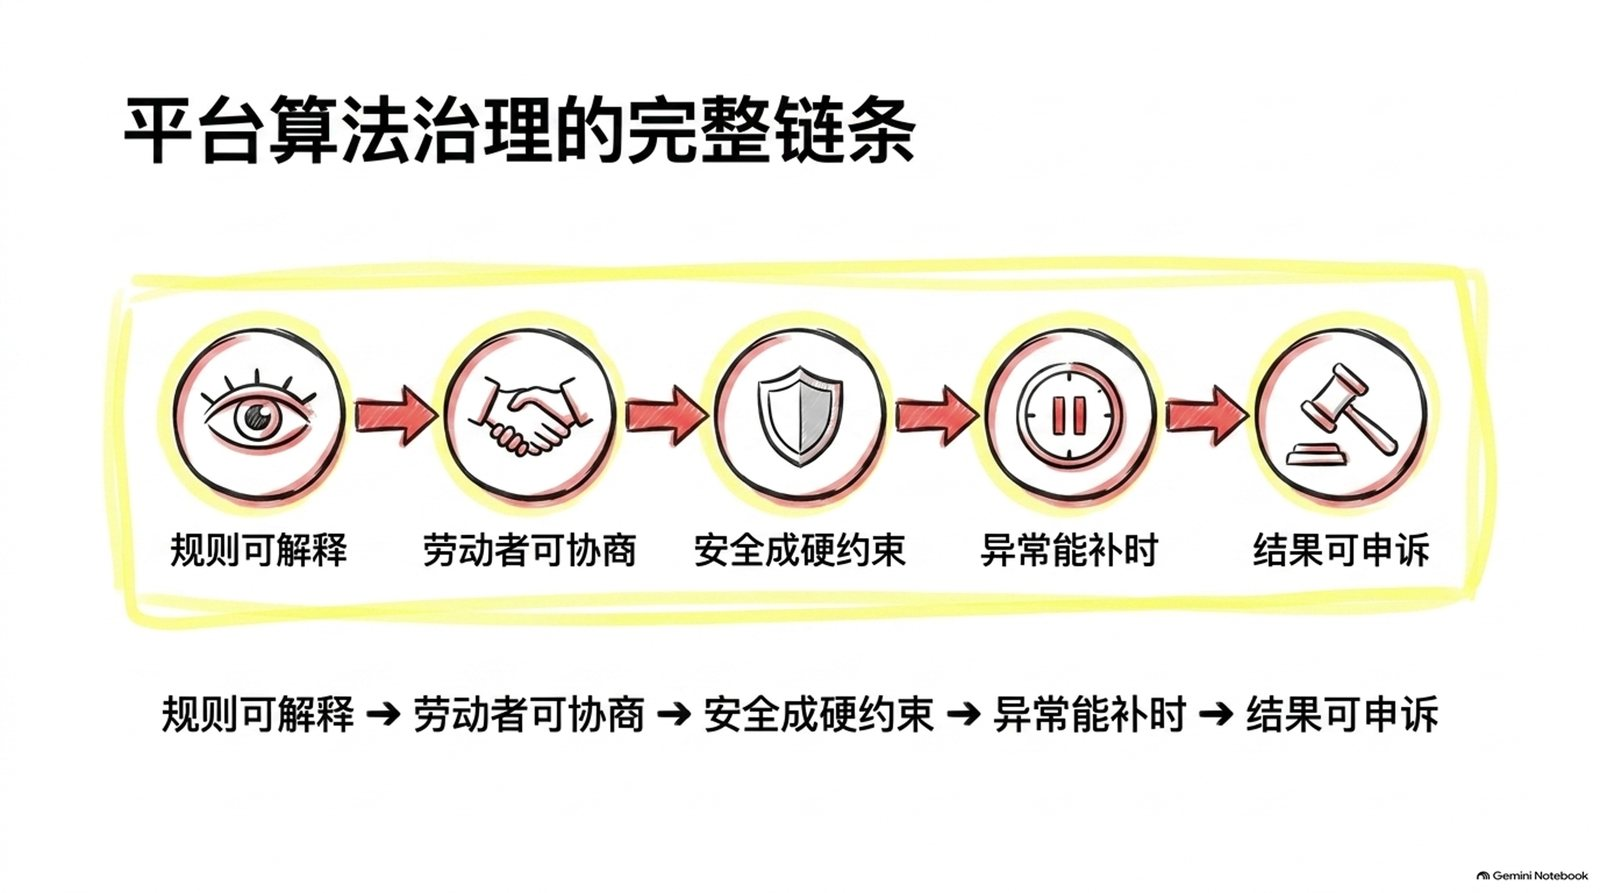 平台算法治理的完整链条
规则可解释
劳动者可协商
安全成硬约束
异常能补时
结果可申诉
规则可解释 → 劳动者可协商 → 安全成硬约束 → 异常能补时 → 结果可申诉
Gemini Notebook